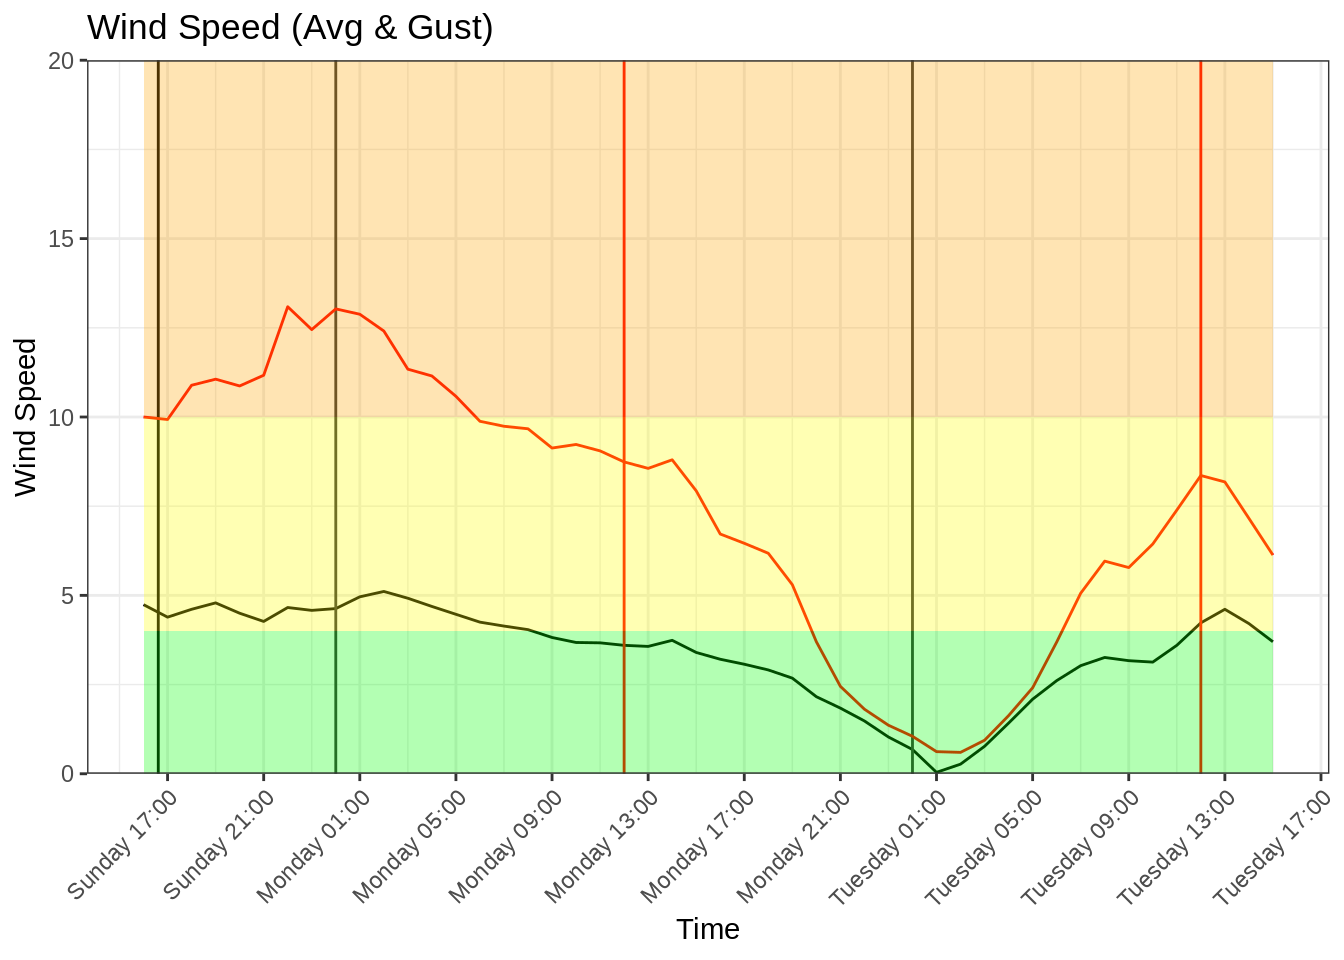 Wind Speed (Avg & Gust)
Wind Speed
20
15
10
5
0
Sunday 17:00
Sunday 21:00
Monday 01:00
Monday 05:00
Monday 09:00
Monday 13:00
Monday 17:00
Monday 21:00
Tuesday 01:00
Tuesday 05:00
Tuesday 09:00
Tuesday 13:00
Tuesday 17:00
Time